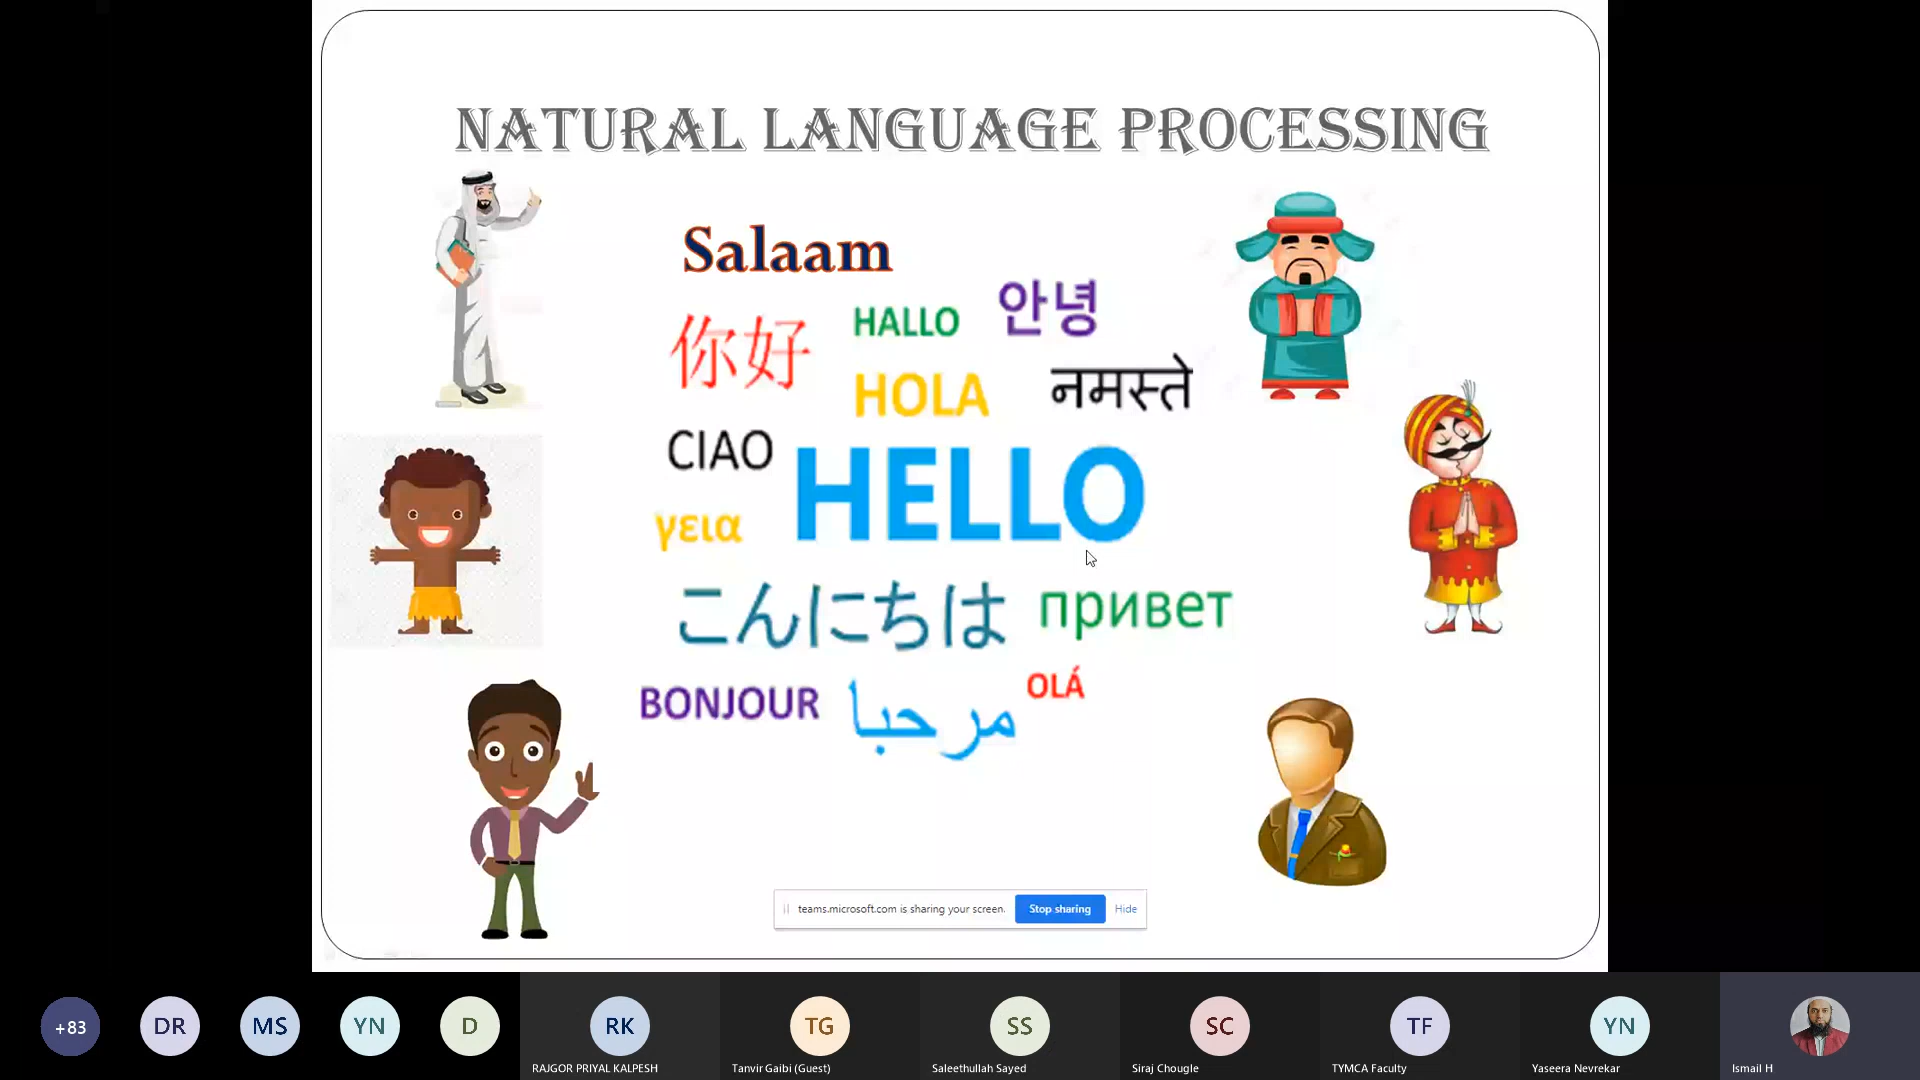 NATURAL LANGUAGE PROCESSING
Salaam
你好
HALLO
안녕
HOLA
नमस्ते
CIAO
HELLO
γεια
こんにちは
привет
BONJOUR
مرحبا
OLÁ
teams.microsoft.com is sharing your screen.
Stop sharing
Hide
+83
DR
MS
YN
D
RK
TG
SS
SC
TF
YN
RAJGOR PRIYAL KALPESH
Tanvir Gaibi (Guest)
Saleethullah Sayed
Siraj Chougle
TYMCA Faculty
Yaseera Nevrekar
Ismail H